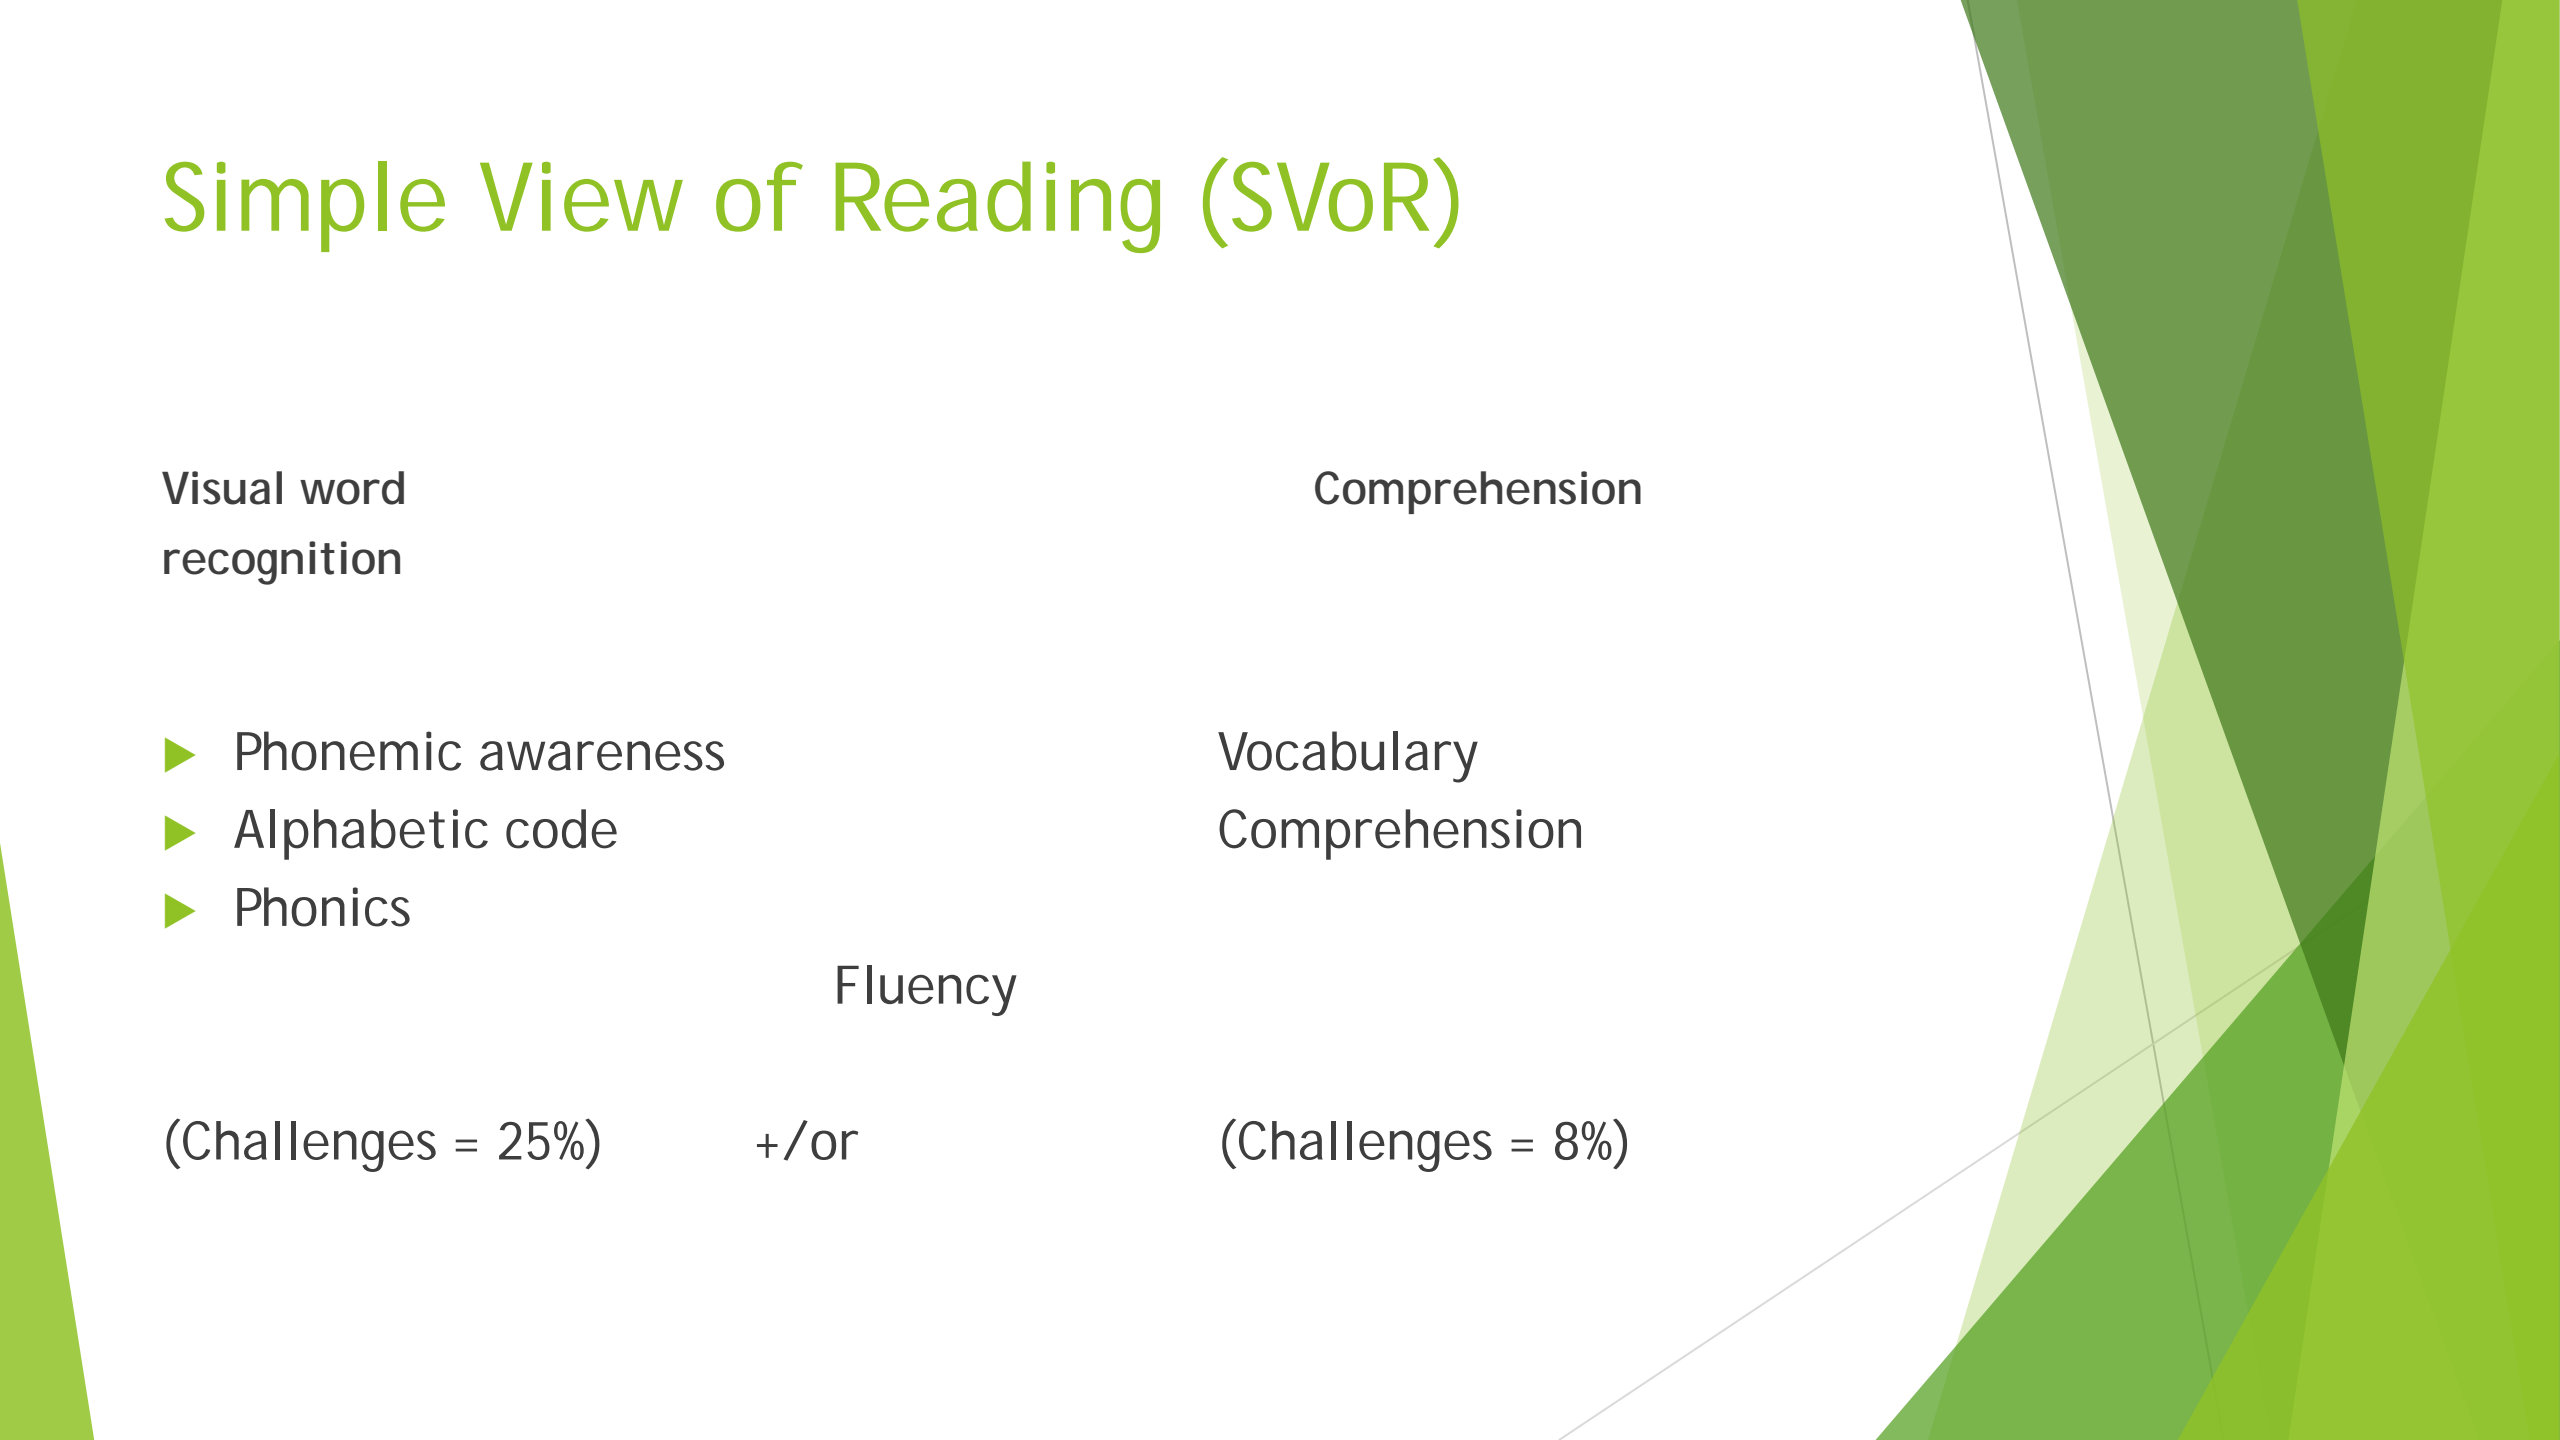 Simple View of Reading (SVoR)
Visual word Comprehension
recognition
Phonemic awareness Vocabulary
Alphabetic code Comprehension
Phonics
Fluency
(Challenges = 25%) +/or (Challenges = 8%)